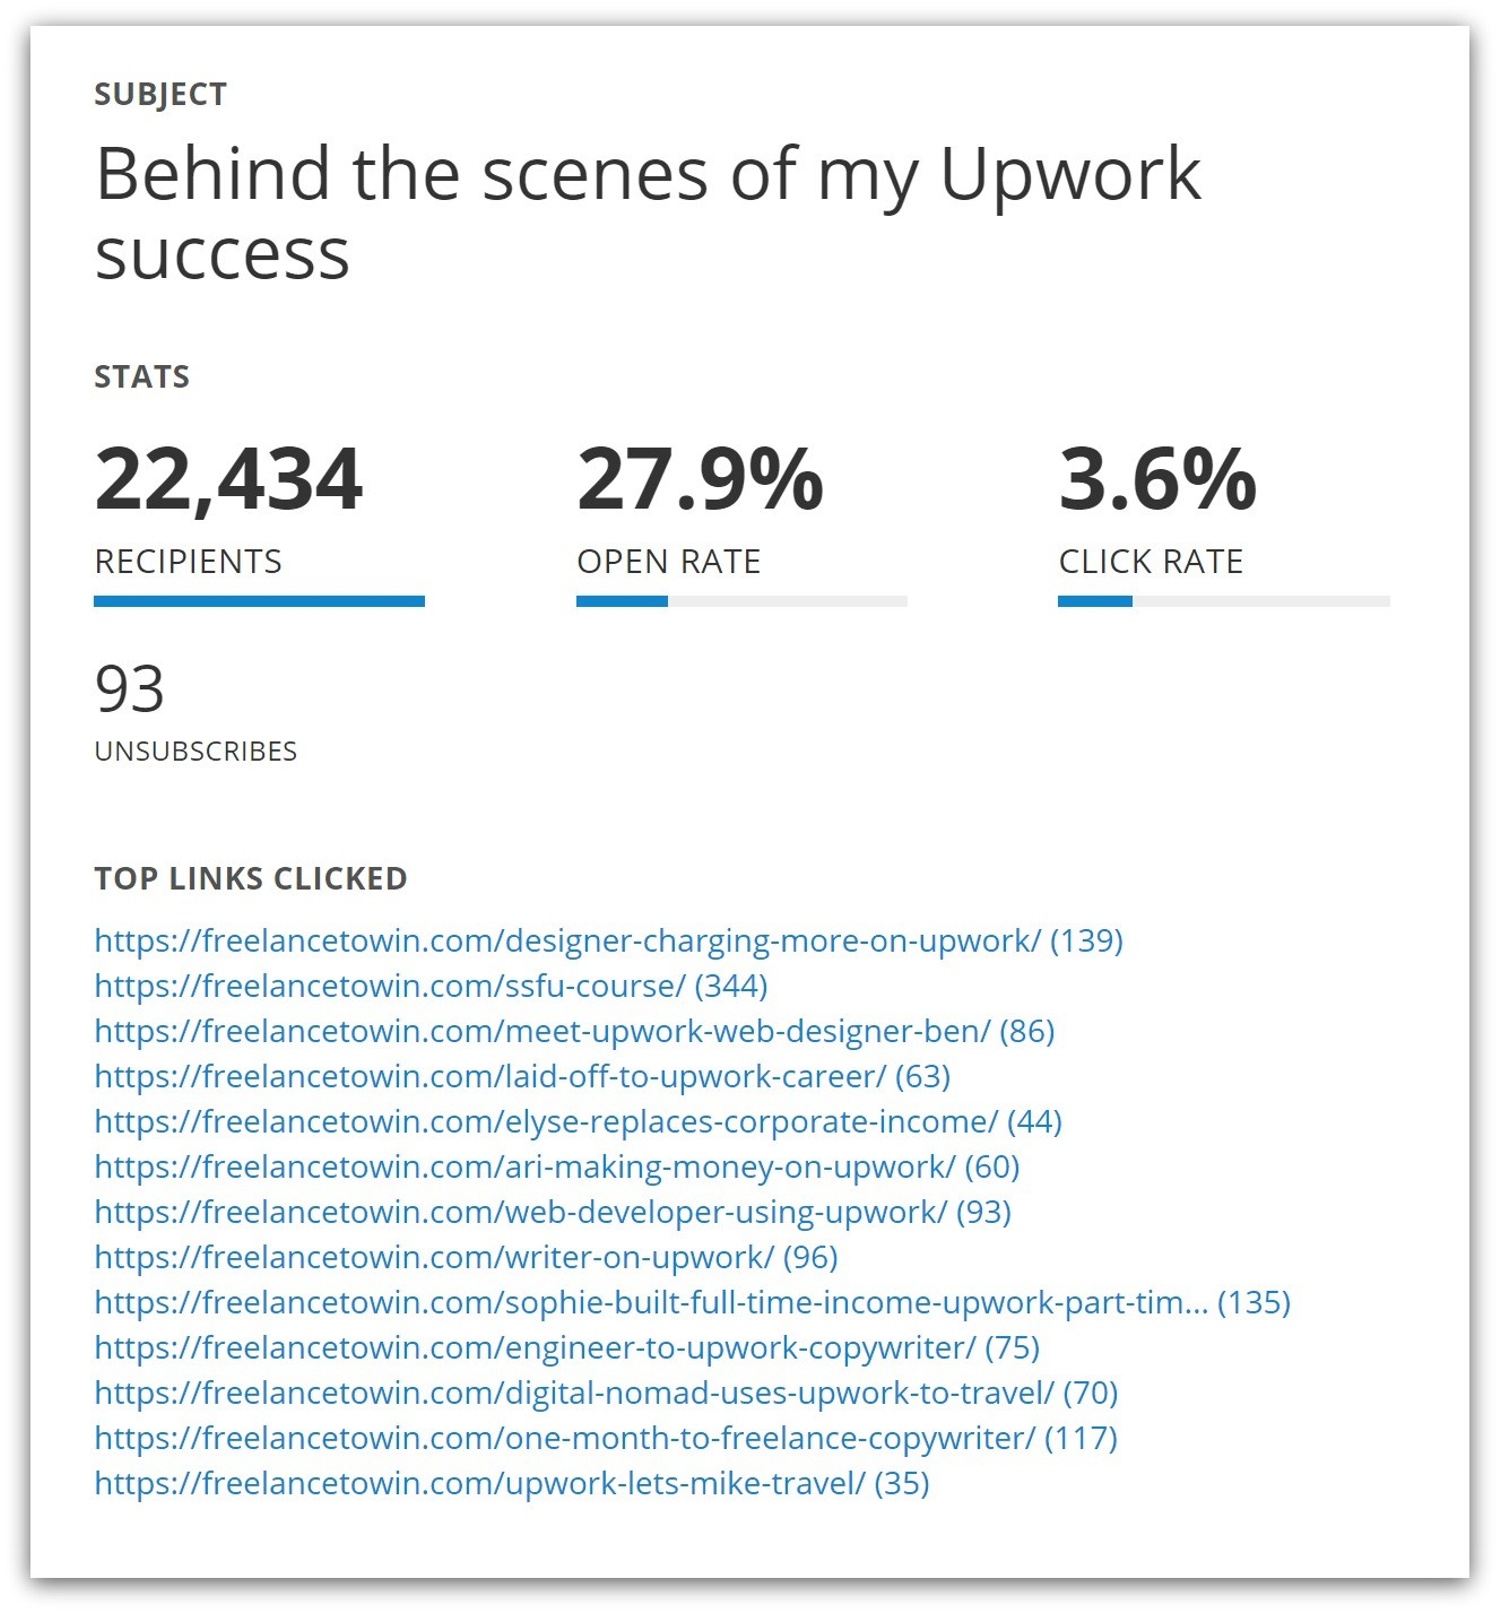 SUBJECT
Behind the scenes of my Upwork
success
STATS
22,434
RECIPIENTS
27.9%
OPEN RATE
3.6%
CLICK RATE
93
UNSUBSCRIBES
TOP LINKS CLICKED
https://freelancetowin.com/designer-charging-more-on-upwork/ (139)
https://freelancetowin.com/ssfu-course/ (344)
https://freelancetowin.com/meet-upwork-web-designer-ben/ (86)
https://freelancetowin.com/laid-off-to-upwork-career/ (63)
https://freelancetowin.com/elyse-replaces-corporate-income/ (44)
https://freelancetowin.com/ari-making-money-on-upwork/ (60)
https://freelancetowin.com/web-developer-using-upwork/ (93)
https://freelancetowin.com/writer-on-upwork/ (96)
https://freelancetowin.com/sophie-built-full-time-income-upwork-part-tim... (135)
https://freelancetowin.com/engineer-to-upwork-copywriter/ (75)
https://freelancetowin.com/digital-nomad-uses-upwork-to-travel/ (70)
https://freelancetowin.com/one-month-to-freelance-copywriter/ (117)
https://freelancetowin.com/upwork-lets-mike-travel/ (35)